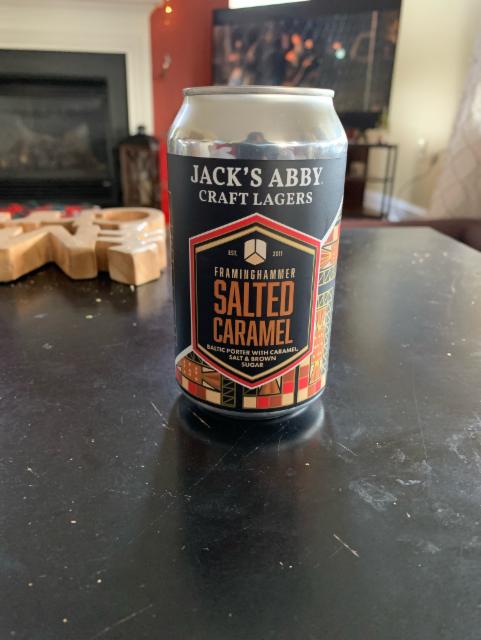 JACK'S ABBY
CRAFT LAGERS
EST. 2011
FRAMINGHAMMER
SALTED
CARAMEL
BALTIC PORTER WITH CARAMEL,
SALT & BROWN
SUGAR